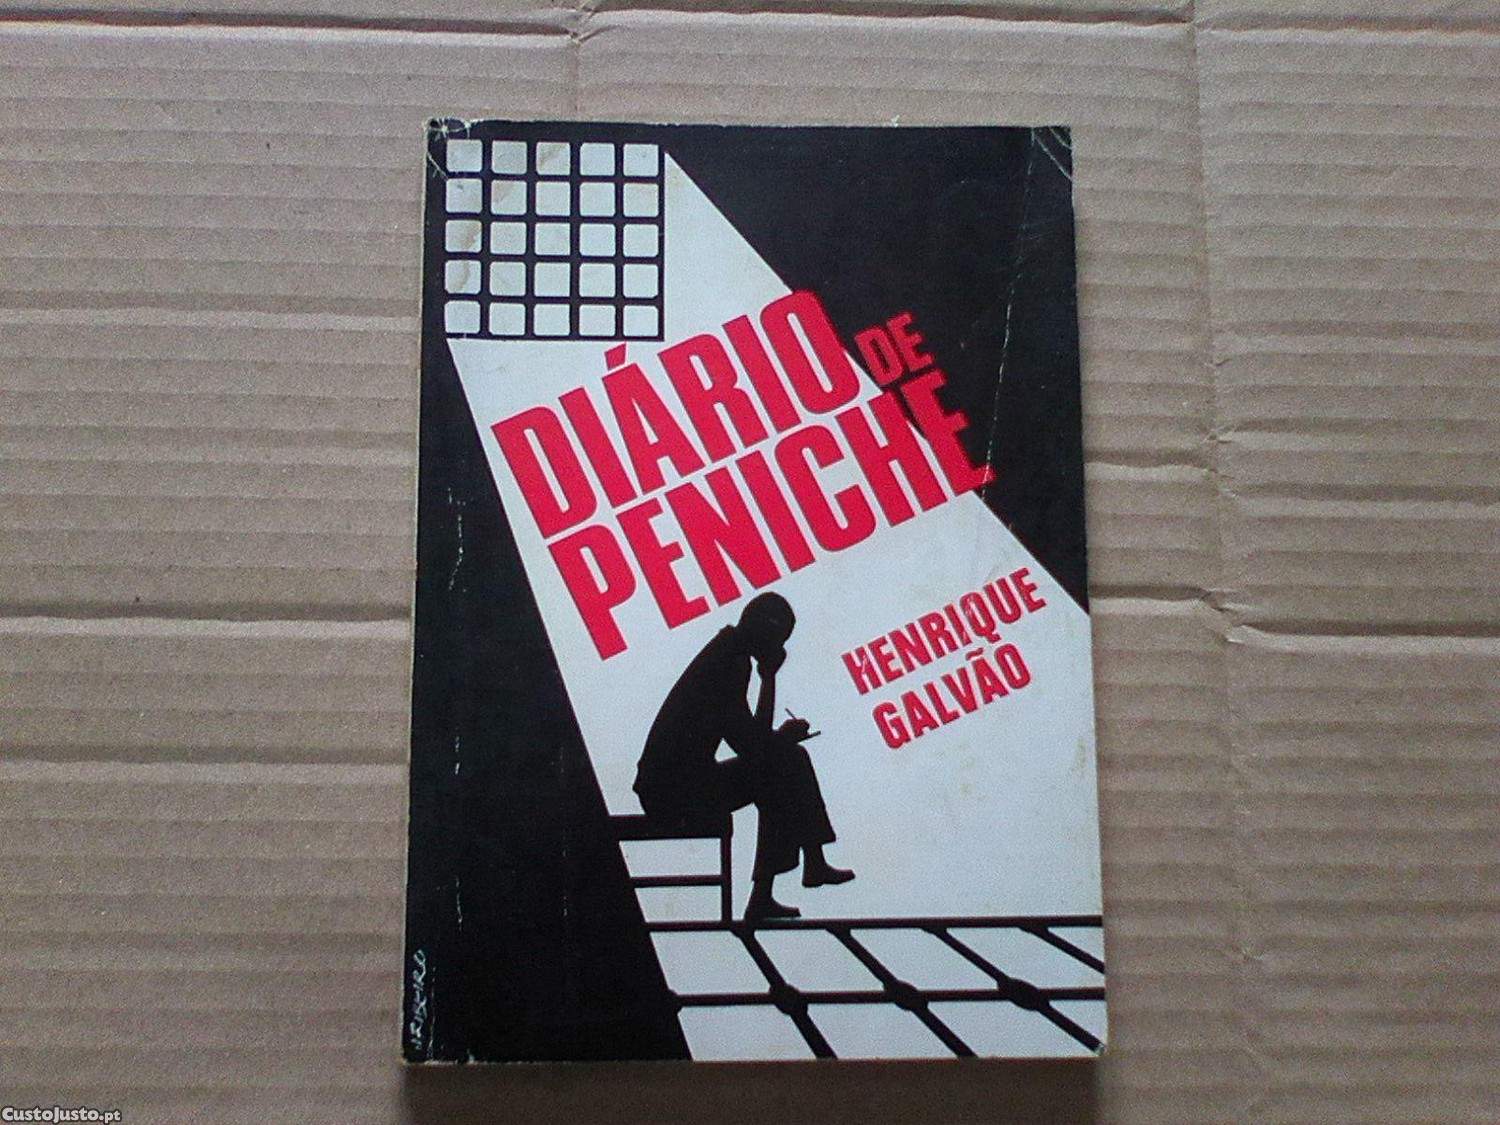 DIÁRIO DE
PENICHE
HENRIQUE
GALVÃO
CustoJusto.pt